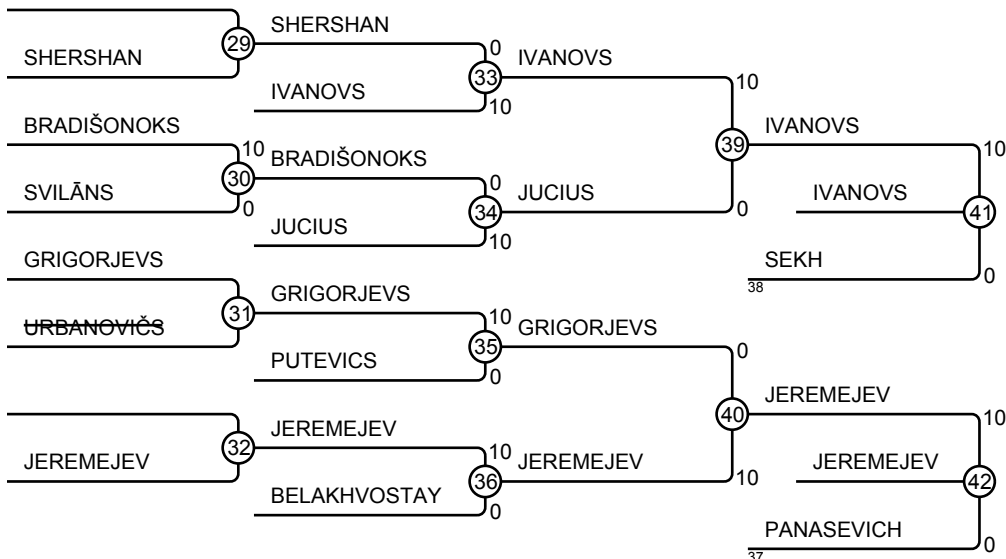 SHERSHAN
29
SHERSHAN
0
33
IVANOVS
10
IVANOVS
10
BRADIŠONOKS
10
30
SVILĀNS
0
BRADIŠONOKS
0
34
JUCIUS
10
JUCIUS
39
0
IVANOVS
10
IVANOVS
41
SEKH
38
0
GRIGORJEVS
31
URBANOVIČS
GRIGORJEVS
10
35
PUTEVICS
0
GRIGORJEVS
0
32
JEREMEJEV
JEREMEJEV
10
36
BELAKHVOSTAY
0
JEREMEJEV
40
10
JEREMEJEV
10
JEREMEJEV
42
PANASEVICH
37
0